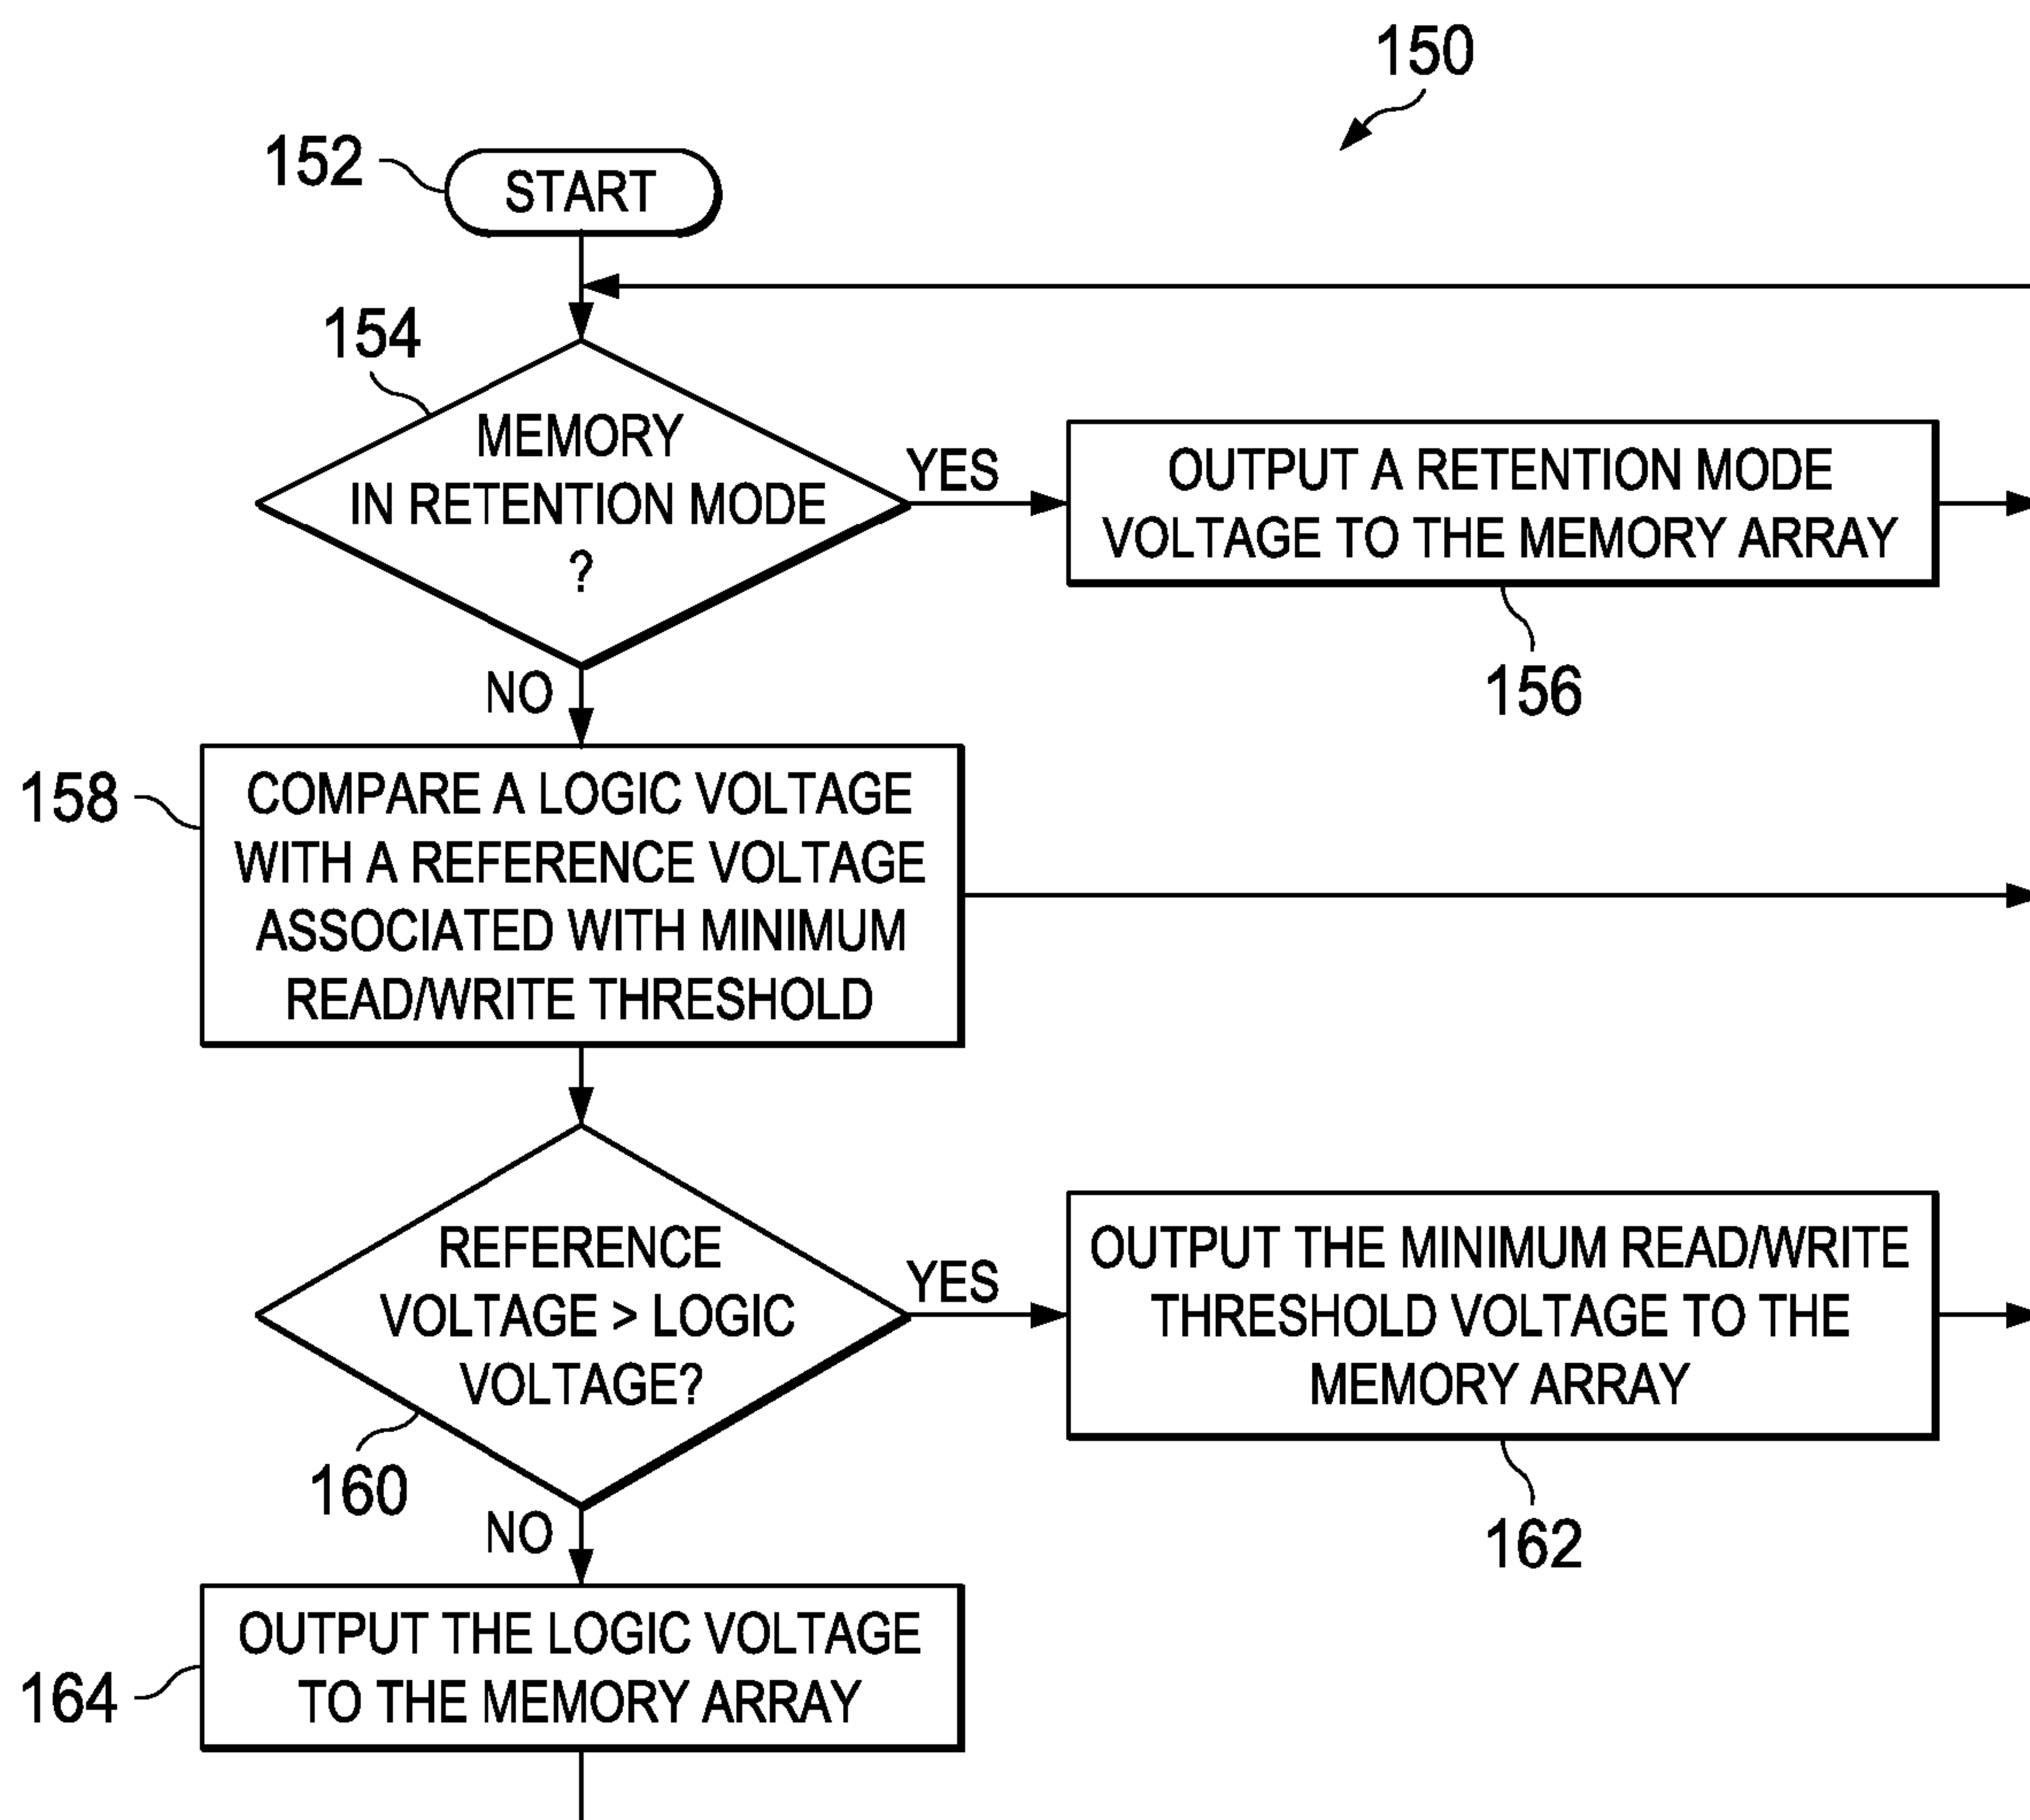 150
152
START
154
MEMORY
IN RETENTION MODE
?
YES
OUTPUT A RETENTION MODE
VOLTAGE TO THE MEMORY ARRAY
156
NO
158
COMPARE A LOGIC VOLTAGE
WITH A REFERENCE VOLTAGE
ASSOCIATED WITH MINIMUM
READ/WRITE THRESHOLD
REFERENCE
VOLTAGE > LOGIC
VOLTAGE?
160
YES
OUTPUT THE MINIMUM READ/WRITE
THRESHOLD VOLTAGE TO THE
MEMORY ARRAY
162
NO
164
OUTPUT THE LOGIC VOLTAGE
TO THE MEMORY ARRAY